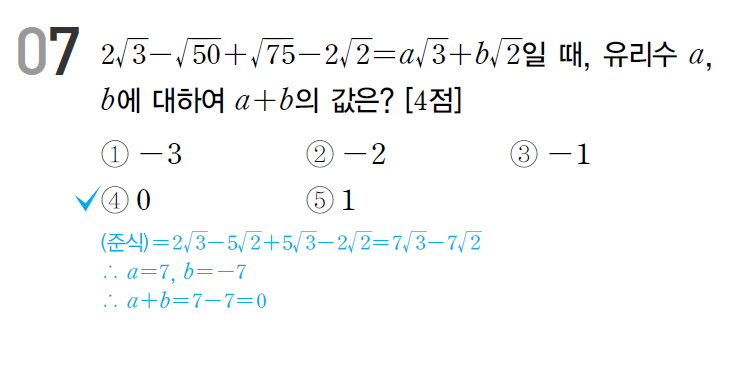 07 2√3－√50＋√75－2√2＝a√3＋b√2일 때, 유리수 a,
b에 대하여 a＋b의 값은? [4점]
① －3 ② －2 ③ －1
④ 0 ⑤ 1
(준식)＝2√3－5√2＋5√3－2√2＝7√3－7√2
∴ a＝7, b＝－7
∴ a＋b＝7－7＝0